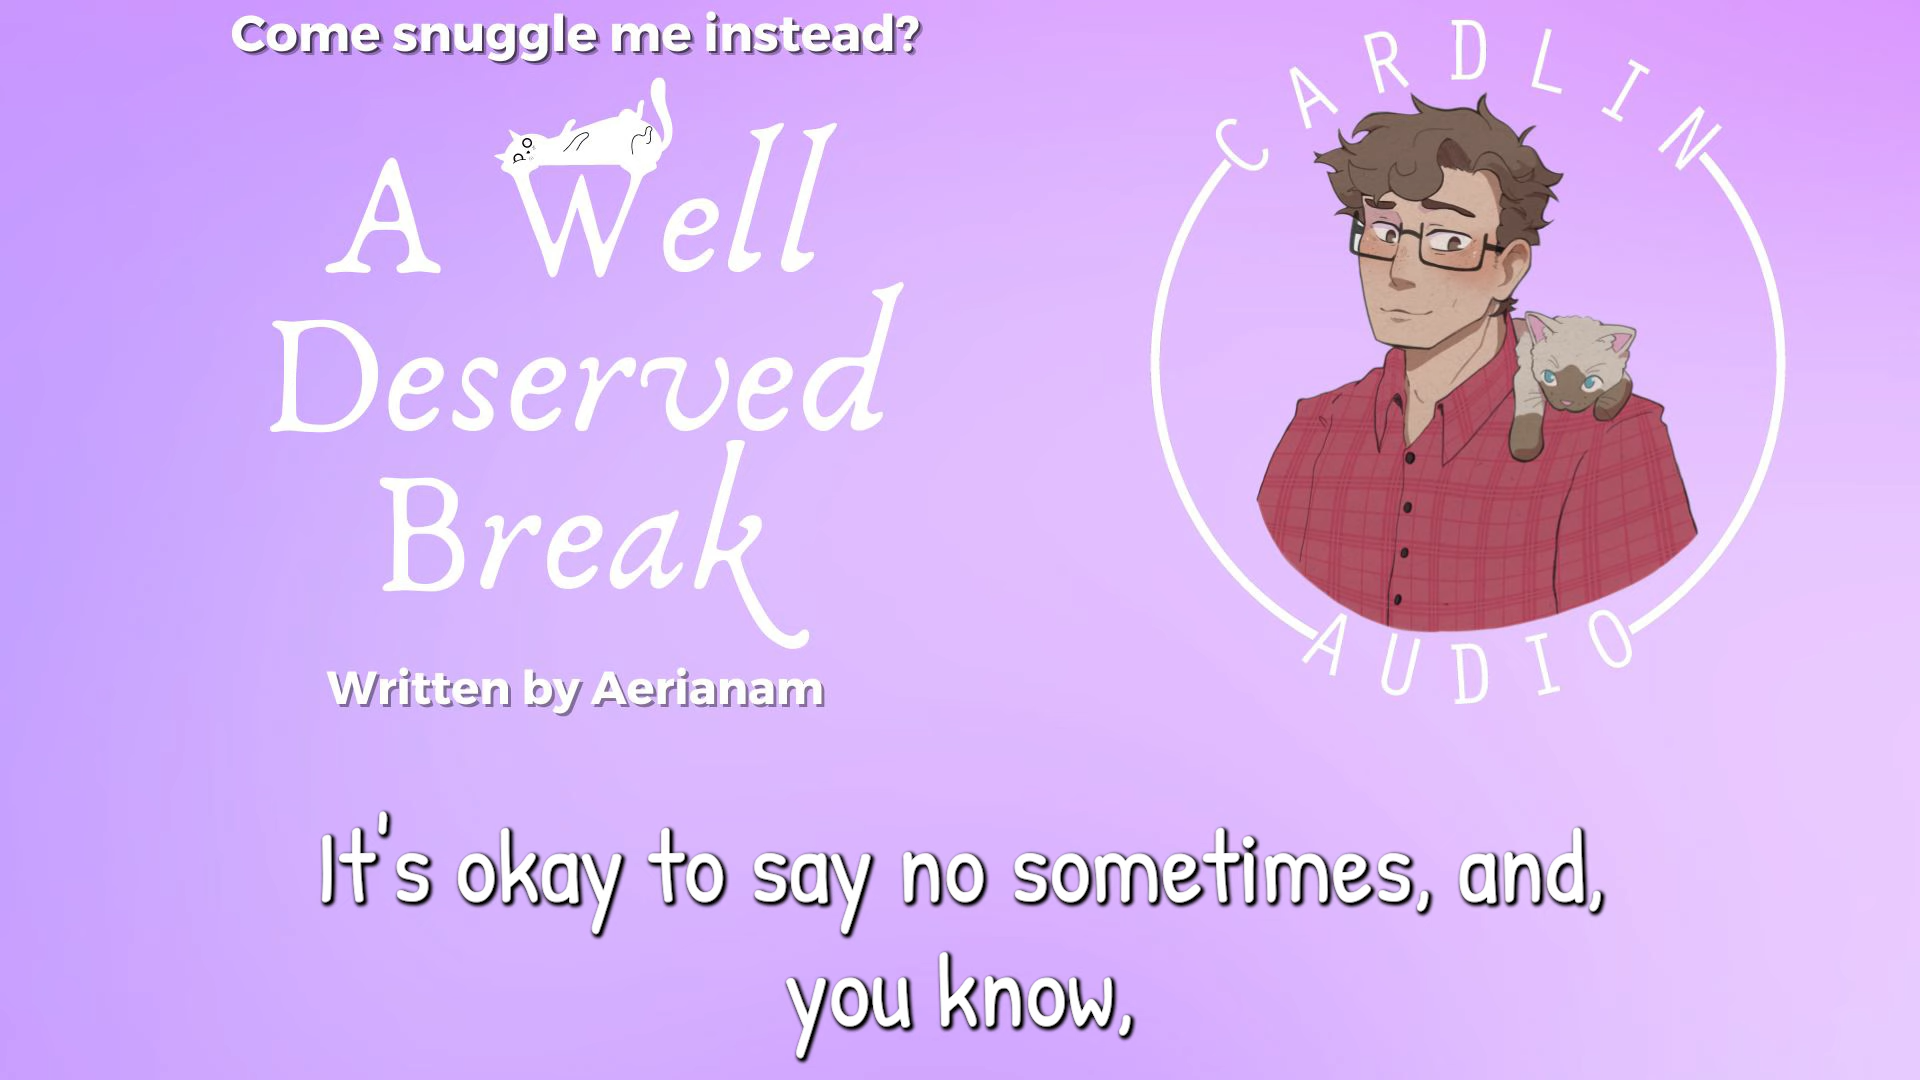 Come snuggle me instead?
A Well
Deserved
Break
Written by Aerianam
CARDLIN
AUDIO
It's okay to say no sometimes, and,
you know,